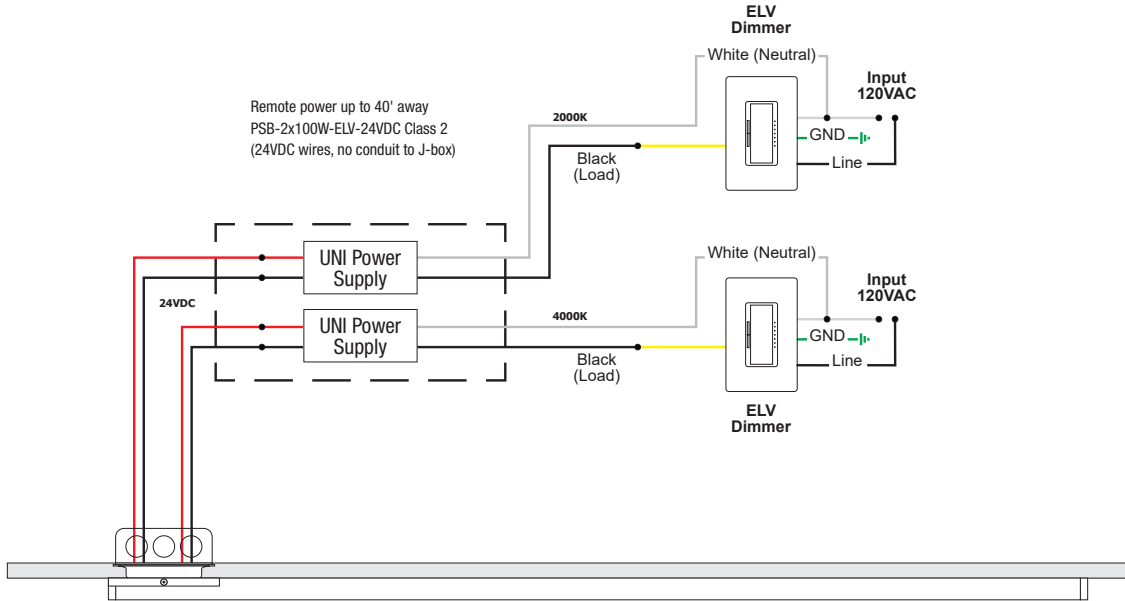 ELV
Dimmer
White (Neutral)
Input
120VAC
Remote power up to 40' away
PSB-2x100W-ELV-24VDC Class 2
(24VDC wires, no conduit to J-box)
2000K
GND
Black
(Load)
Line
UNI Power
Supply
White (Neutral)
Input
120VAC
24VDC
UNI Power
Supply
4000K
GND
Black
(Load)
Line
ELV
Dimmer